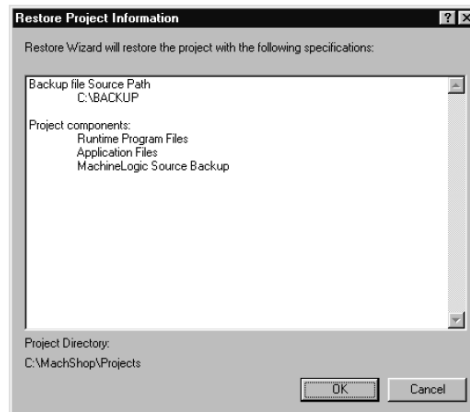 Restore Project Information
Restore Wizard will restore the project with the following specifications:
Backup file Source Path
C:\BACKUP
Project components:
Runtime Program Files
Application Files
MachineLogic Source Backup
Project Directory:
C:\MachShop\Projects
OK
Cancel